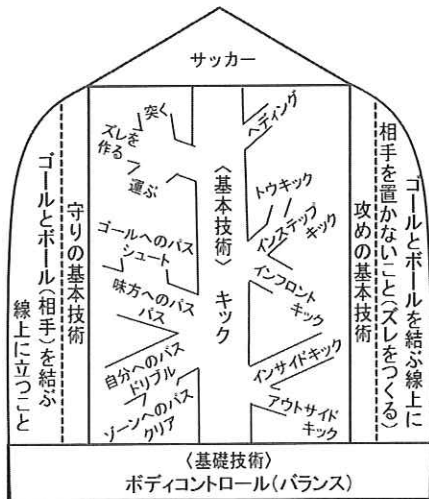 サッカー
ゴールとボール(相手)を結ぶ
線上に立つこと
守りの基本技術
突く
ズレを
作る
運ぶ
ゴールへのパス
シュート
味方へのパス
パス
自分へのパス
ドリブル
ゾーンへのパス
クリア
〈基本技術〉
キック
ヘディング
トウキック
インステップ
キック
インフロント
キック
インサイドキック
アウトサイド
キック
攻めの基本技術
ゴールとボールを結ぶ線上に
相手を置かないこと(ズレをつくる)
〈基礎技術〉
ボディコントロール(バランス)